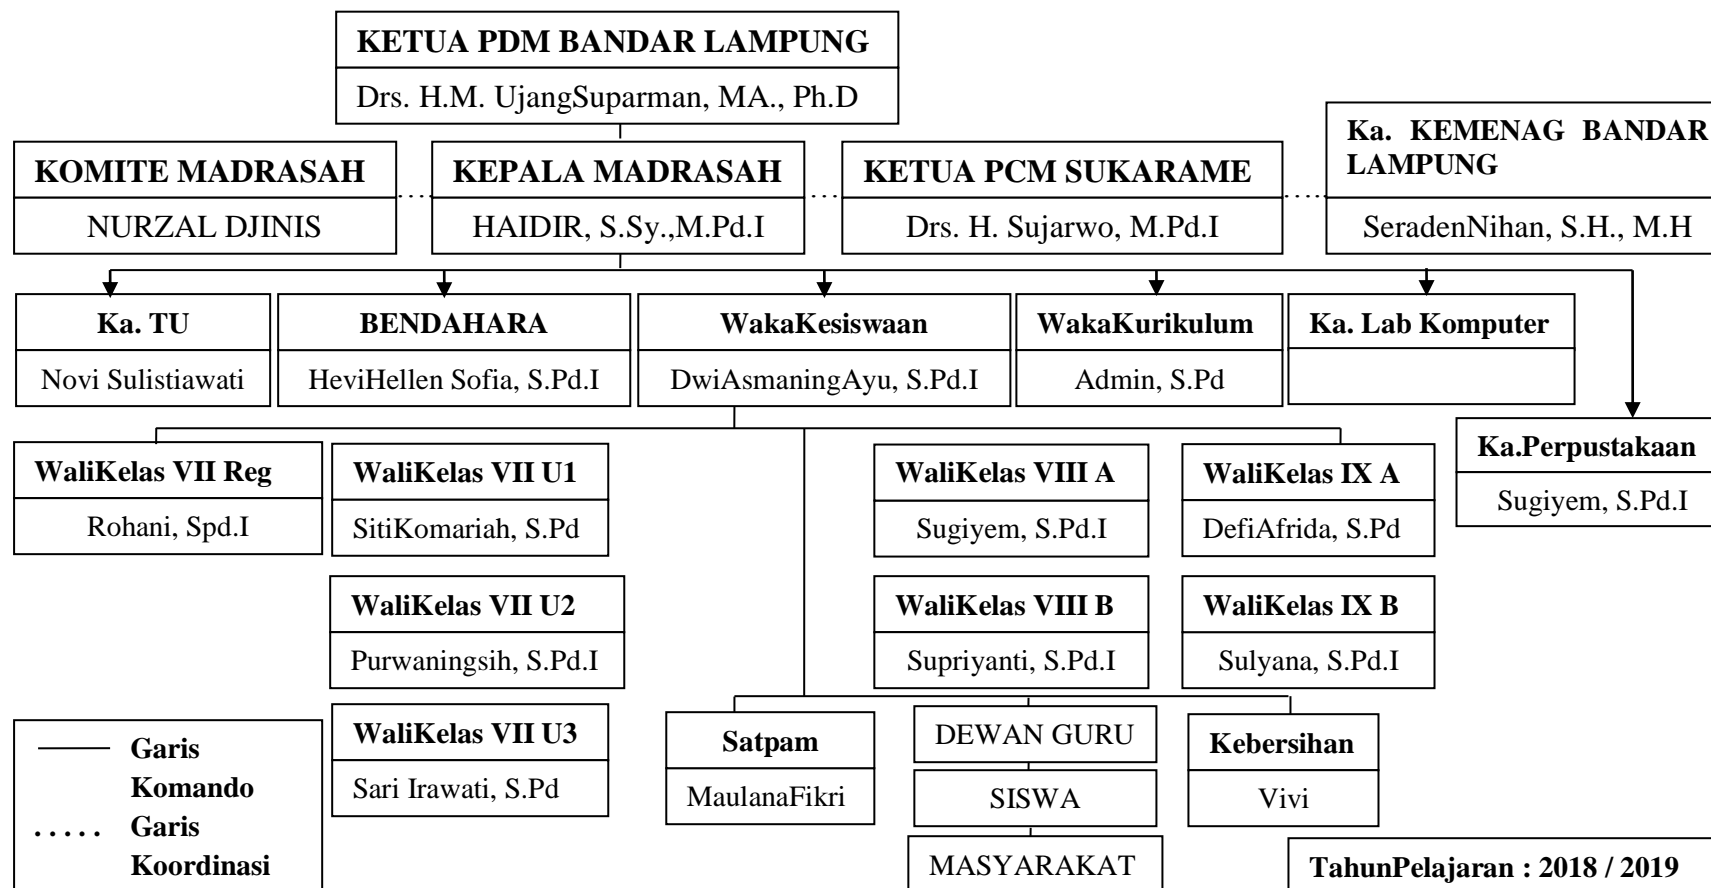 KETUA PDM BANDAR LAMPUNG
Drs. H.M. UjangSuparman, MA., Ph.D
KOMITE MADRASAH
NURZAL DJINIS
KEPALA MADRASAH
HAIDIR, S.Sy.,M.Pd.I
KETUA PCM SUKARAME
Drs. H. Sujarwo, M.Pd.I
Ka. KEMENAG BANDAR
LAMPUNG
SeradenNihan, S.H., M.H
Ka. TU
Novi Sulistiawati
BENDAHARA
HeviHellen Sofia, S.Pd.I
WakaKesiswaan
DwiAsmaningAyu, S.Pd.I
WakaKurikulum
Admin, S.Pd
Ka. Lab Komputer
Ka.Perpustakaan
Sugiyem, S.Pd.I
WaliKelas VII Reg
Rohani, Spd.I
WaliKelas VII U1
SitiKomariah, S.Pd
WaliKelas VIII A
Sugiyem, S.Pd.I
WaliKelas IX A
DefiAfrida, S.Pd
WaliKelas VII U2
Purwaningsih, S.Pd.I
WaliKelas VIII B
Supriyanti, S.Pd.I
WaliKelas IX B
Sulyana, S.Pd.I
WaliKelas VII U3
Sari Irawati, S.Pd
Satpam
MaulanaFikri
DEWAN GURU
SISWA
MASYARAKAT
Kebersihan
Vivi
Garis
Komando
..... Garis
Koordinasi
TahunPelajaran : 2018 / 2019